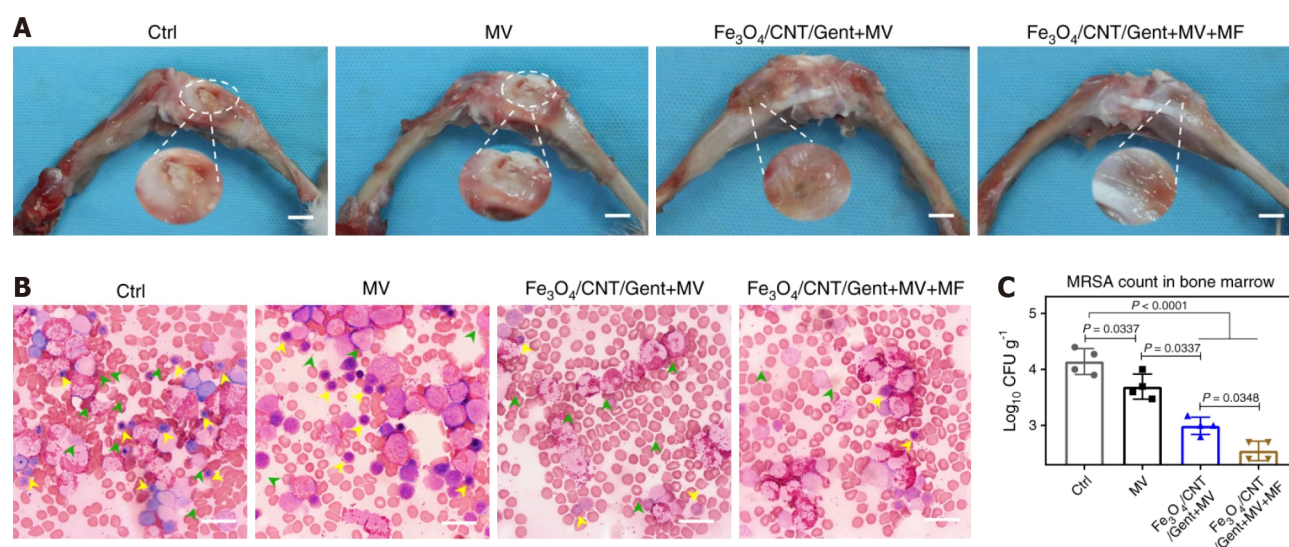 A
Ctrl
MV
Fe₃O₄/CNT/Gent+MV
Fe₃O₄/CNT/Gent+MV+MF
B
Ctrl
MV
Fe₃O₄/CNT/Gent+MV
Fe₃O₄/CNT/Gent+MV+MF
C
MRSA count in bone marrow
Log₁₀ CFU g⁻¹
5
4
3
P < 0.0001
P = 0.0337
P = 0.0337
P = 0.0348
Ctrl
MV
Fe₃O₄/CNT
/Gent+MV
Fe₃O₄/CNT
/Gent+MV+MF